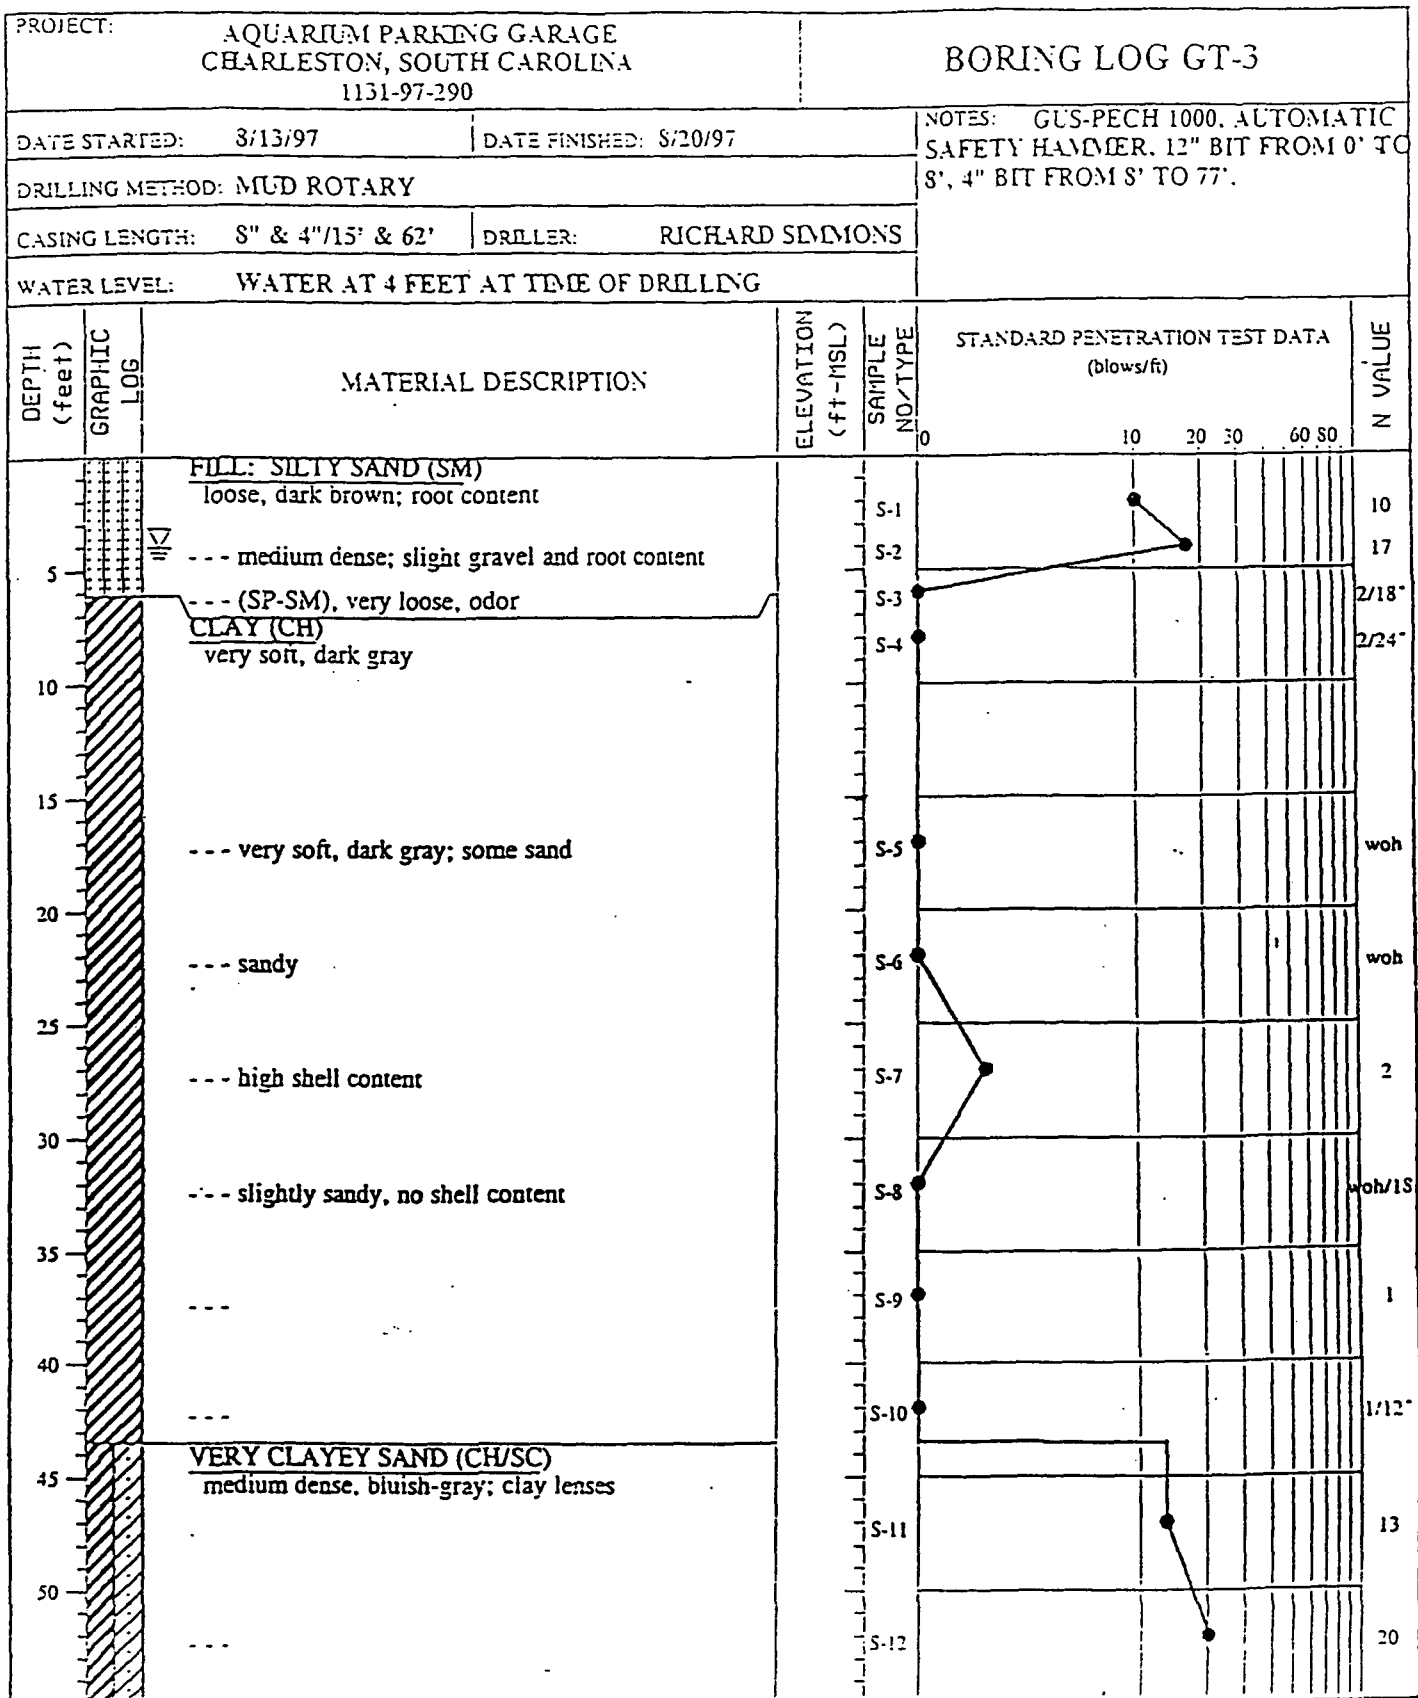 PROJECT: AQUARIUM PARKING GARAGE
CHARLESTON, SOUTH CAROLINA
1131-97-290
BORING LOG GT-3
DATE STARTED: 8/13/97 DATE FINISHED: 8/20/97
NOTES: GUS-PECH 1000. AUTOMATIC
SAFETY HAMMER. 12" BIT FROM 0' TO
8', 4" BIT FROM 8' TO 77'.
DRILLING METHOD: MUD ROTARY
CASING LENGTH: 8" & 4"/15' & 62' DRILLER: RICHARD SIMMONS
WATER LEVEL: WATER AT 4 FEET AT TIME OF DRILLING
DEPTH (feet)
GRAPHIC LOG
MATERIAL DESCRIPTION
ELEVATION (ft-MSL)
SAMPLE NO/TYPE
STANDARD PENETRATION TEST DATA
(blows/ft)
N VALUE
0 10 20 30 60 80
FILL: SILTY SAND (SM)
loose, dark brown; root content
S-1 10
--- medium dense; slight gravel and root content S-2 17
5
--- (SP-SM), very loose, odor S-3 2/18"
CLAY (CH) S-4 2/24"
very soft, dark gray
10
15
--- very soft, dark gray; some sand S-5 woh
20
--- sandy S-6 woh
25
--- high shell content S-7 2
30
--- slightly sandy, no shell content S-8 woh/18
35
--- S-9 1
40
--- S-10 1/12"
VERY CLAYEY SAND (CH/SC)
45 medium dense, bluish-gray; clay lenses
S-11 13
50
--- S-12 20